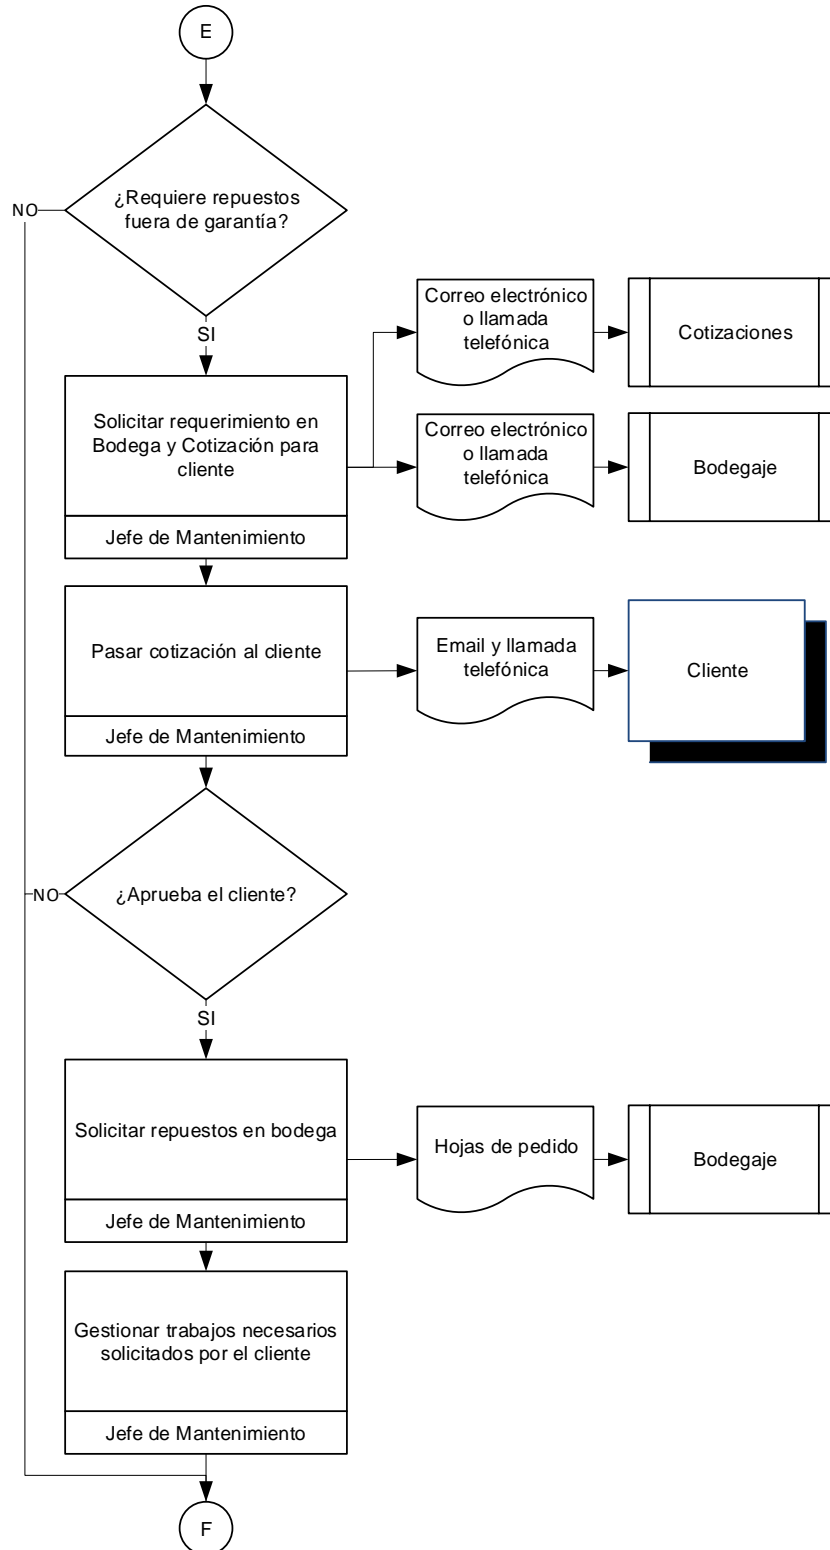 E
¿Requiere repuestos
fuera de garantía?
NO
SI
Solicitar requerimiento en
Bodega y Cotización para
cliente
Jefe de Mantenimiento
Correo electrónico
o llamada
telefónica
Cotizaciones
Correo electrónico
o llamada
telefónica
Bodegaje
Pasar cotización al cliente
Jefe de Mantenimiento
Email y llamada
telefónica
Cliente
¿Aprueba el cliente?
NO
SI
Solicitar repuestos en bodega
Jefe de Mantenimiento
Hojas de pedido
Bodegaje
Gestionar trabajos necesarios
solicitados por el cliente
Jefe de Mantenimiento
F